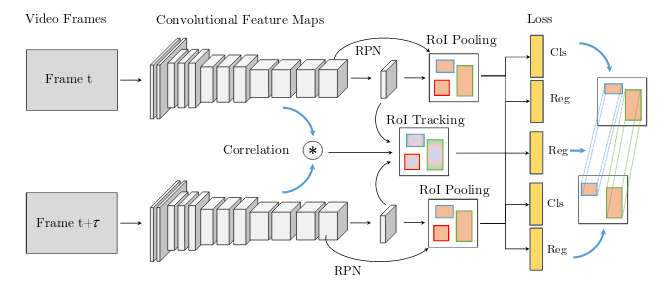 Video Frames
Convolutional Feature Maps
Loss
RPN
RoI Pooling
Cls
Frame t
Reg
RoI Tracking
Correlation
*
Reg
RoI Pooling
Cls
Frame t+τ
Reg
RPN